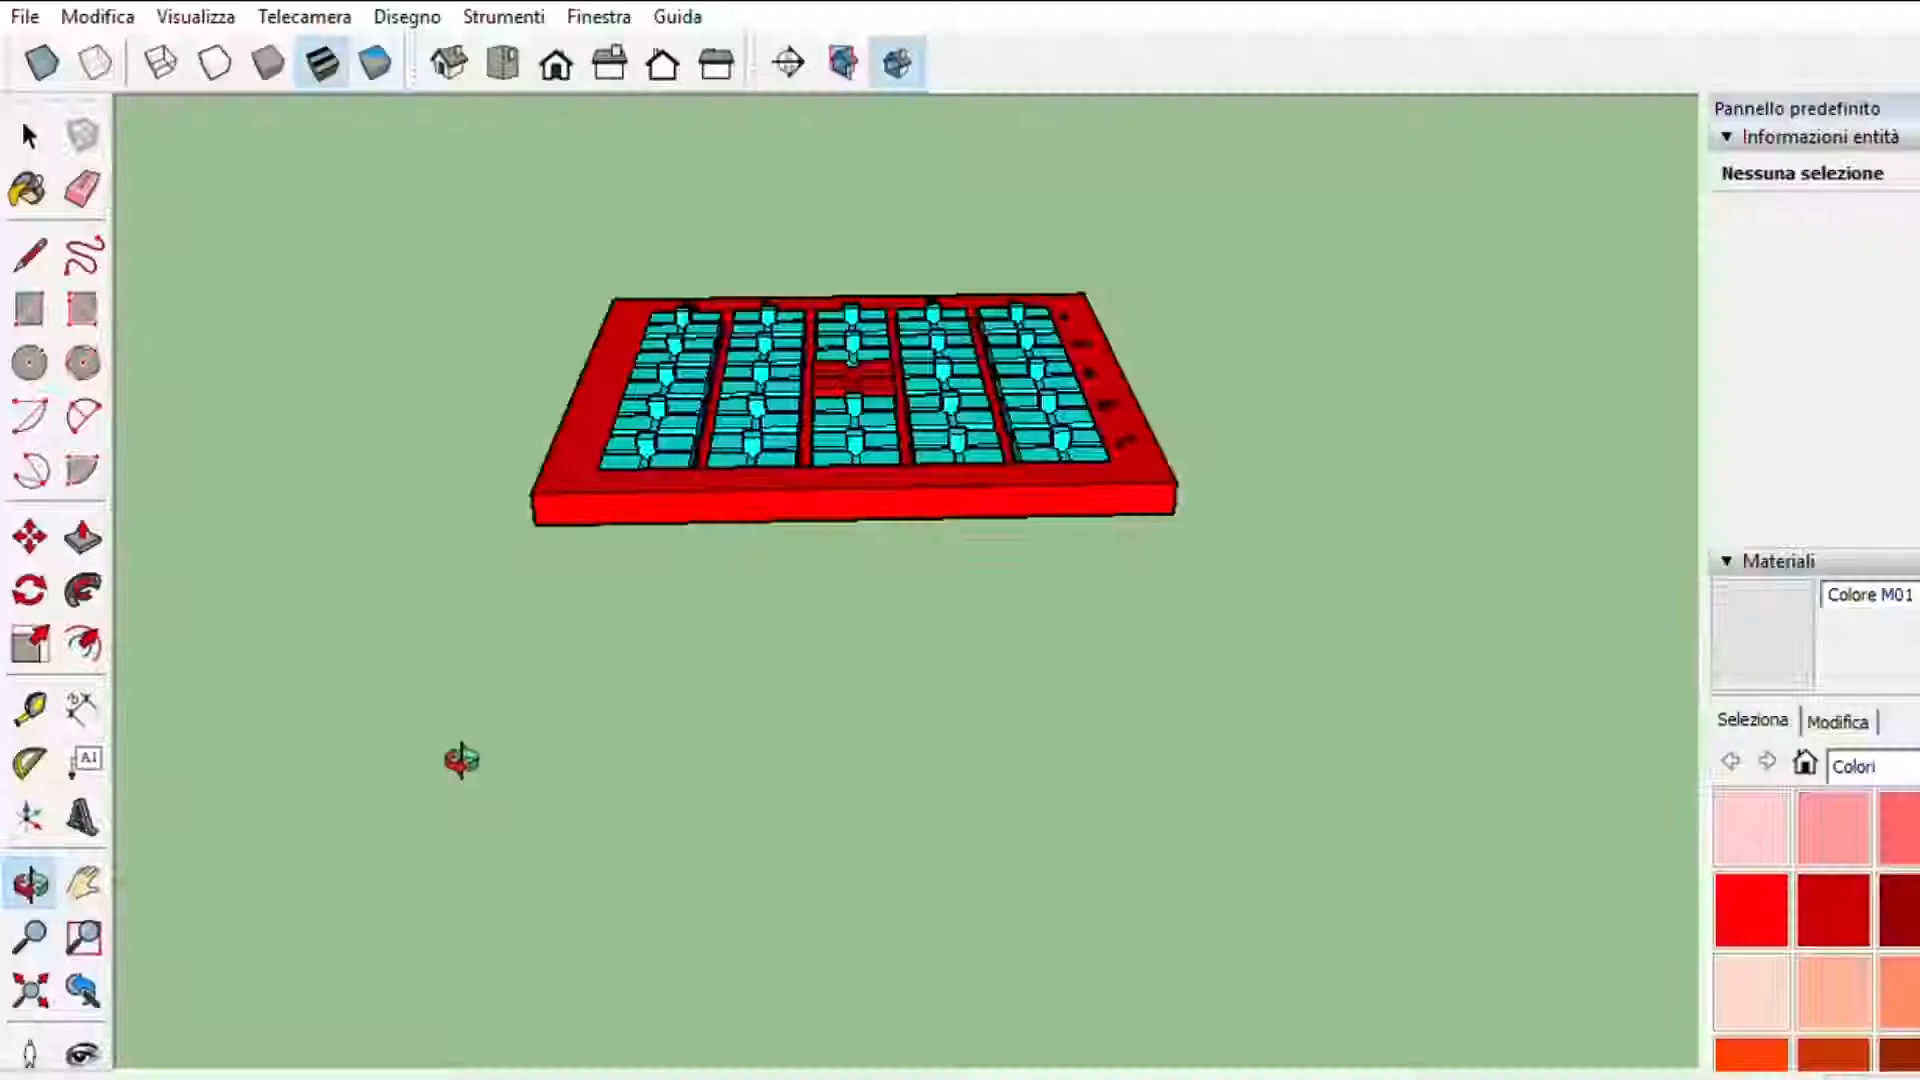 File Modifica Visualizza Telecamera Disegno Strumenti Finestra Guida
Pannello predefinito
Informazioni entità
Nessuna selezione
Materiali
Colore M01
Seleziona Modifica
Colori
A1